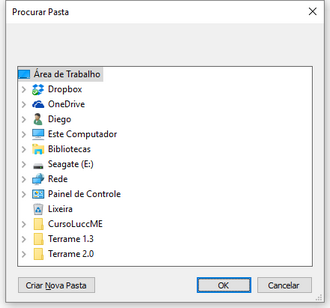 Procurar Pasta
Área de Trabalho
Dropbox
OneDrive
Diego
Este Computador
Bibliotecas
Seagate (E:)
Rede
Painel de Controle
Lixeira
CursoLuccME
Terrame 1.3
Terrame 2.0
Criar Nova Pasta OK Cancelar